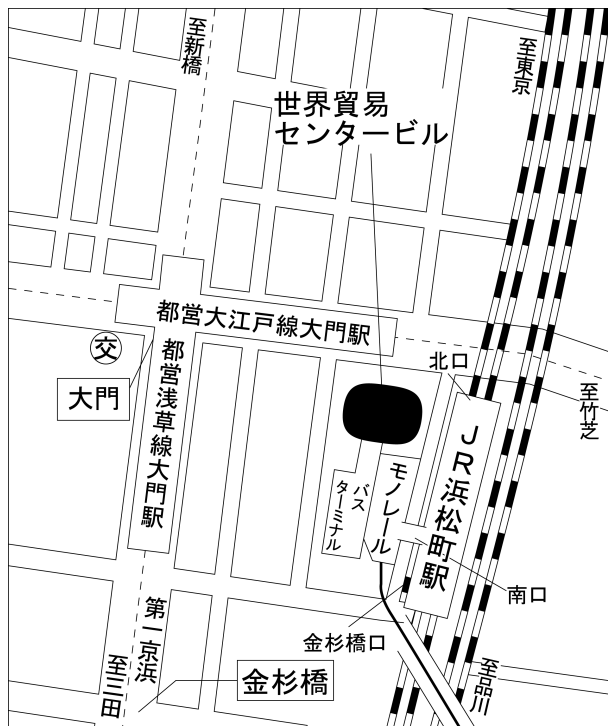 至新橋
至東京
世界貿易
センタービル
都営大江戸線大門駅
交
大門
都営浅草線大門駅
北口
至竹芝
JR浜松町駅
モノレール
バス
ターミナル
南口
金杉橋口
第一京浜
至三田
金杉橋
至品川